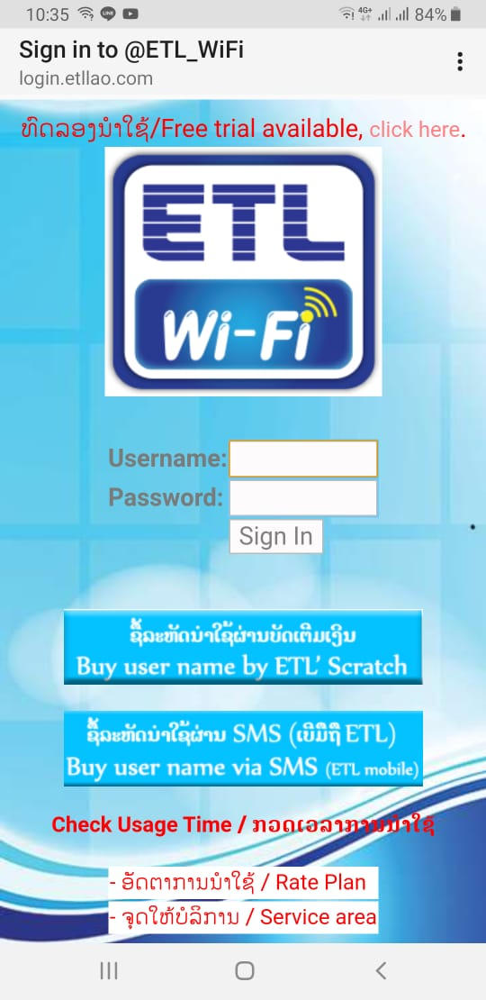 10:35 LINE 4G+ 84%
Sign in to @ETL_WiFi
login.etllao.com
ທົດລອງນຳໃຊ້/Free trial available, click here.
ETL
Wi-Fi
Username:
Password:
Sign In
ຊື້ລະຫັດນຳໃຊ້ຜ່ານບັດເຕີມເງິນ
Buy user name by ETL' Scratch
ຊື້ລະຫັດນຳໃຊ້ຜ່ານ SMS (ເບີມືຖື ETL)
Buy user name via SMS (ETL mobile)
Check Usage Time / ກວດເວລາການນຳໃຊ້
- ອັດຕາການນຳໃຊ້ / Rate Plan
- ຈຸດໃຫ້ບໍລິການ / Service area